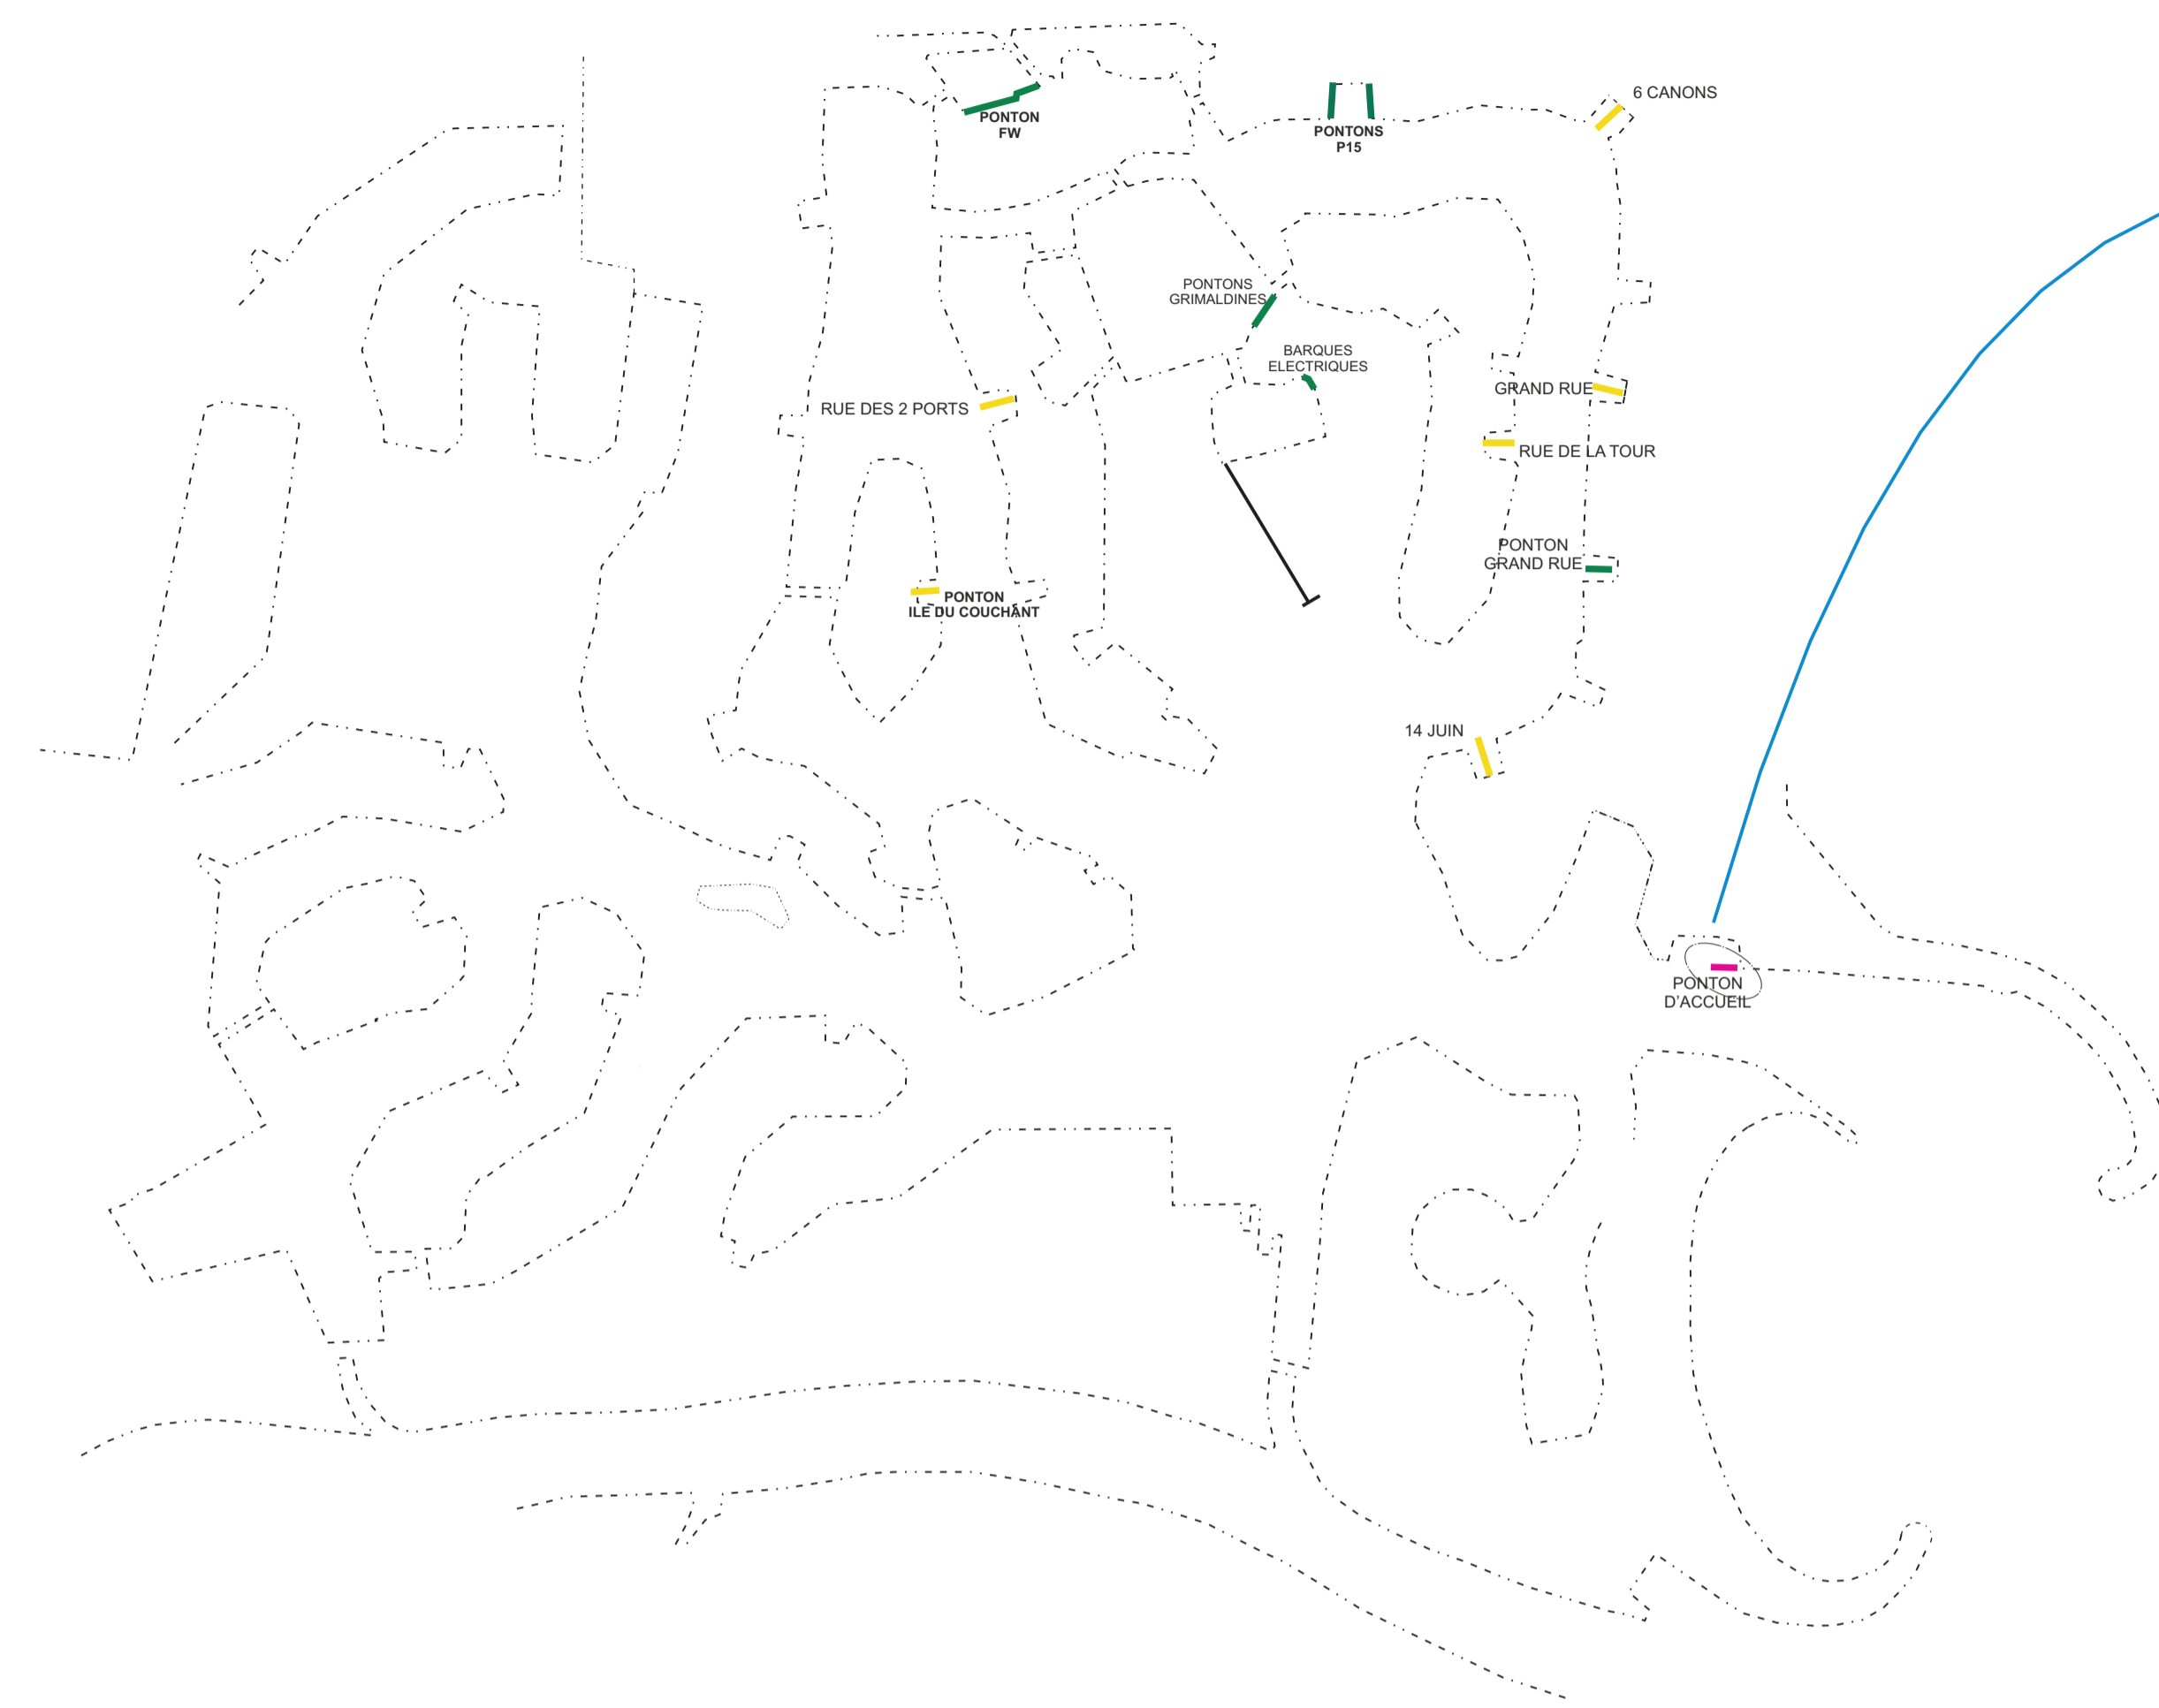 6 CANONS
PONTON
FW
PONTONS
P15
PONTONS
GRIMALDINES
BARQUES
ELECTRIQUES
GRAND RUE
RUE DES 2 PORTS
RUE DE LA TOUR
PONTON
GRAND RUE
PONTON
ILE DU COUCHANT
14 JUIN
PONTON
D'ACCUEIL